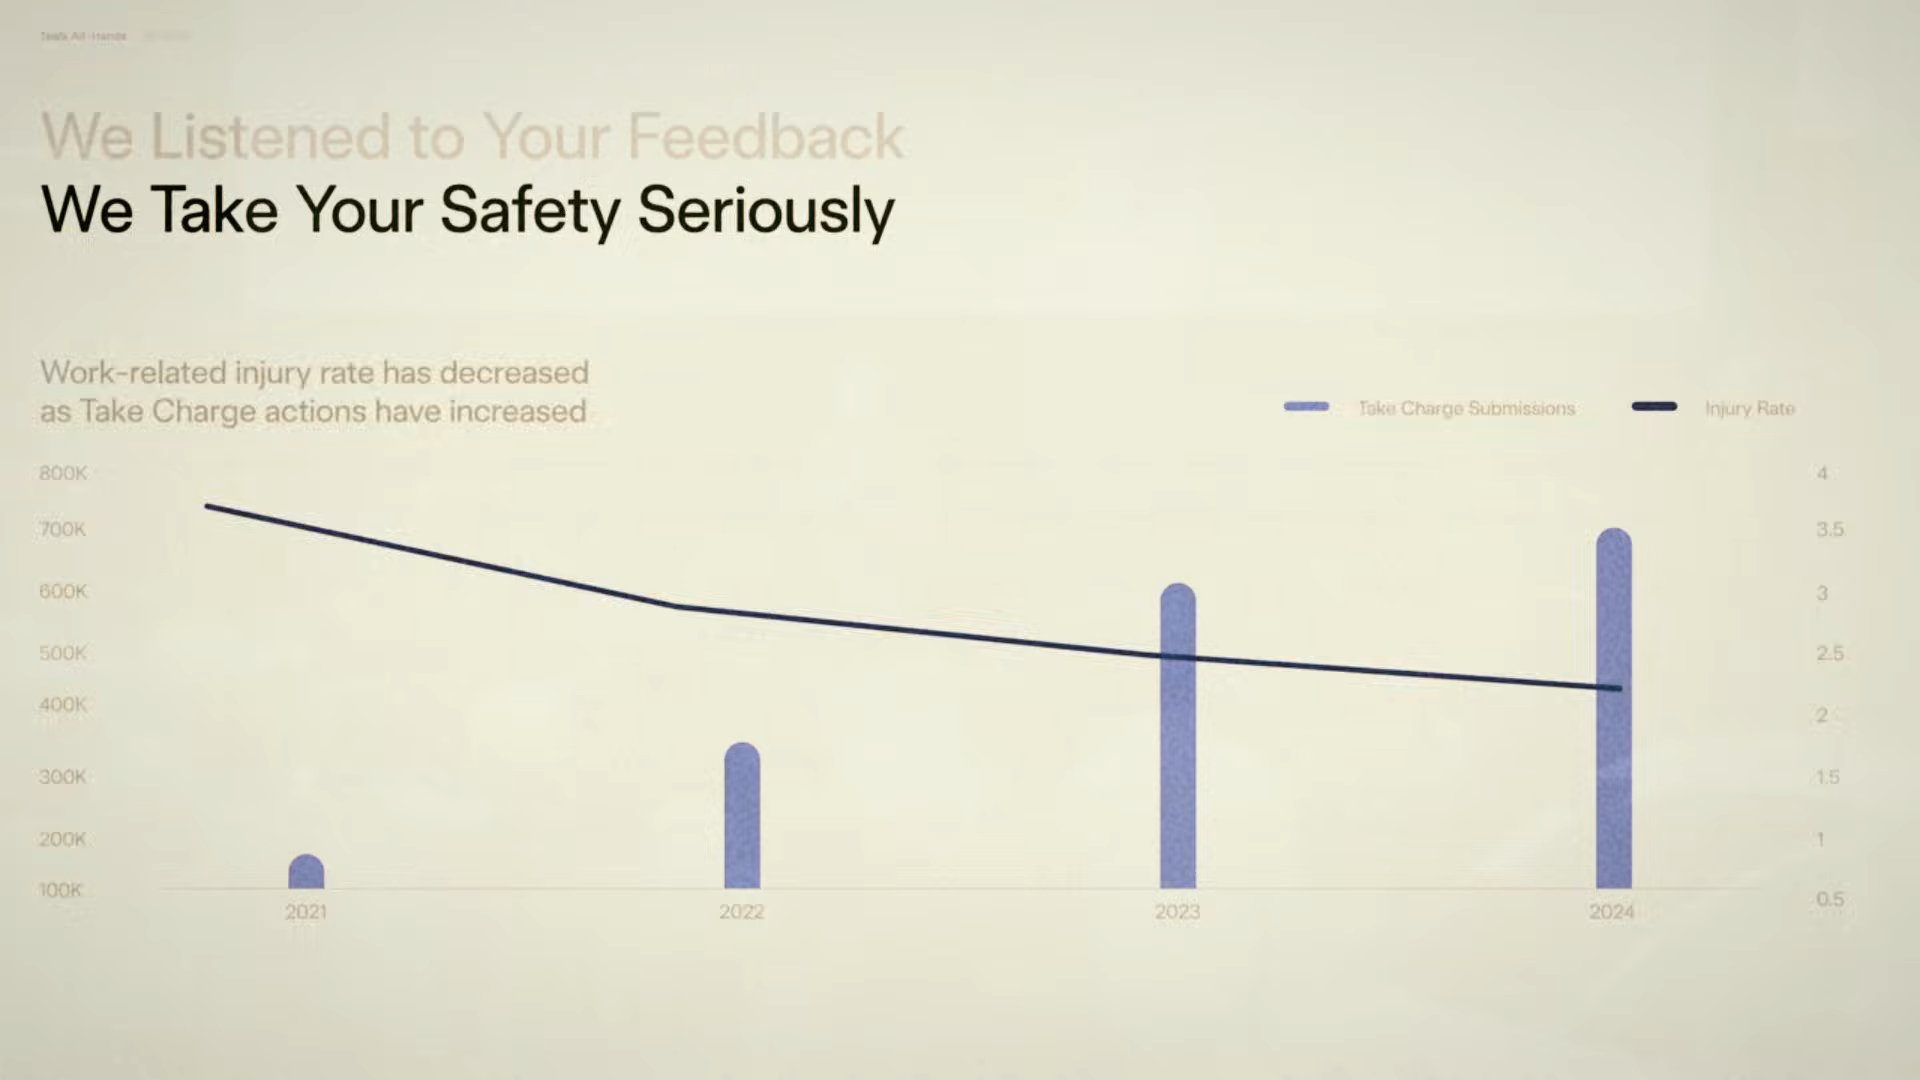 We Listened to Your Feedback
We Take Your Safety Seriously
Work-related injury rate has decreased
as Take Charge actions have increased
Take Charge Submissions
Injury Rate
800K
700K
600K
500K
400K
300K
200K
100K
4
3.5
3
2.5
2
1.5
1
0.5
2021
2022
2023
2024